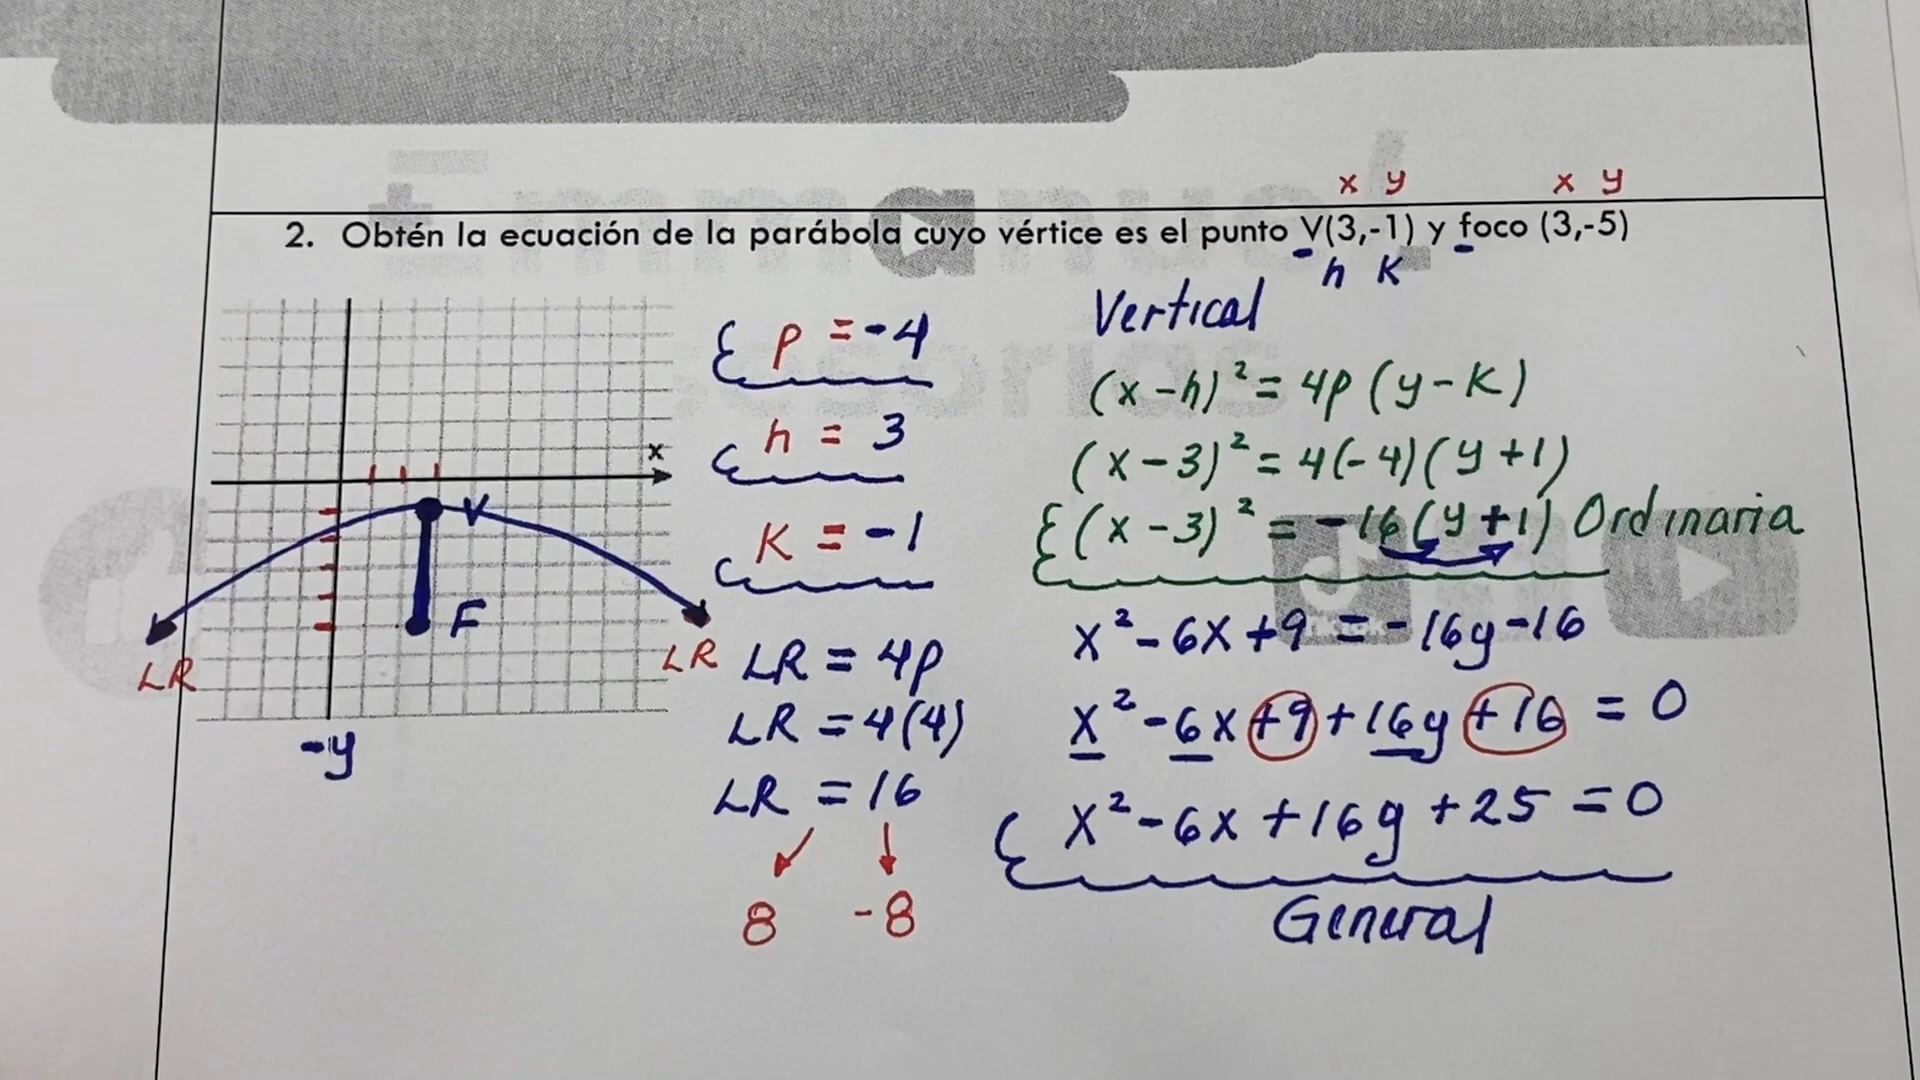 x y x y
2. Obtén la ecuación de la parábola cuyo vértice es el punto V(3,-1) y foco (3,-5)
h K
Vertical
x
V
F
LR
LR
-y
p = -4
h = 3
K = -1
LR = 4p
LR = 4(4)
LR = 16
8 -8
(x-h)² = 4p (y-K)
(x-3)² = 4(-4)(y+1)
(x-3)² = -16(y+1) Ordinaria
x²-6x+9 = -16y-16
x²-6x+9+16y+16 = 0
x²-6x+16y+25 = 0
General